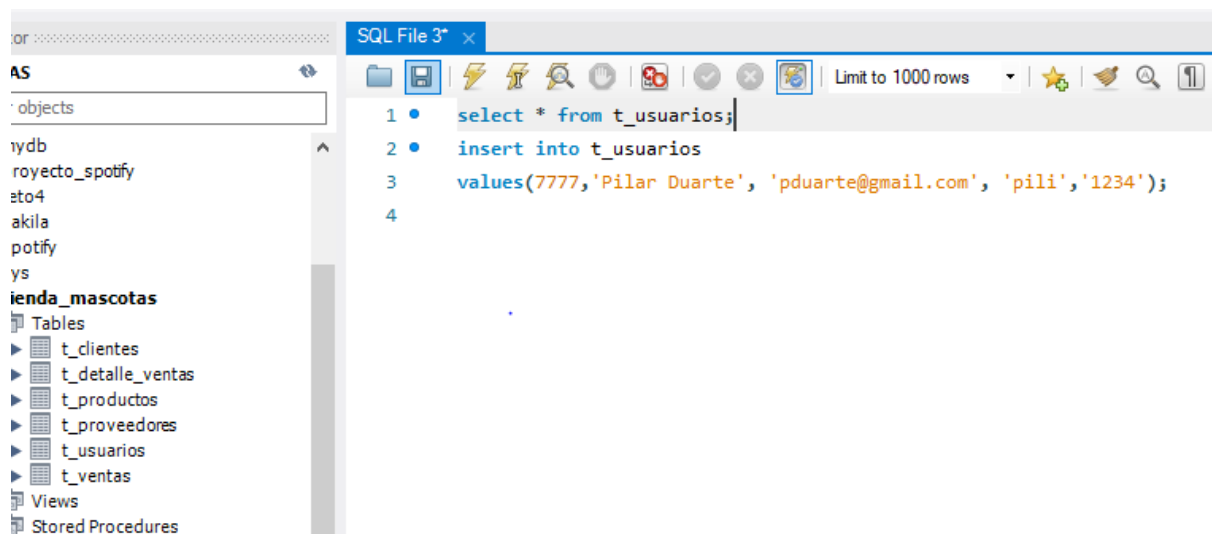 or
SQL File 3*
AS
objects
Limit to 1000 rows
1 select * from t_usuarios;
2 insert into t_usuarios
3 values(7777,'Pilar Duarte', 'pduarte@gmail.com', 'pili','1234');
4
nydb
royecto_spotify
eto4
akila
potify
ys
ienda_mascotas
Tables
t_clientes
t_detalle_ventas
t_productos
t_proveedores
t_usuarios
t_ventas
Views
Stored Procedures